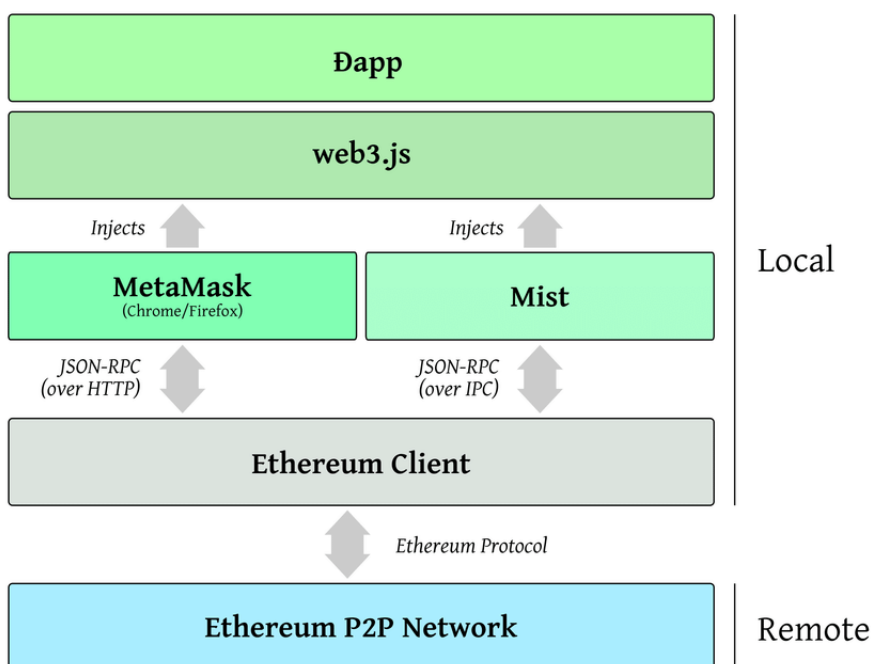 Ðapp
web3.js
Injects
Injects
Local
MetaMask
(Chrome/Firefox)
Mist
JSON-RPC
(over HTTP)
JSON-RPC
(over IPC)
Ethereum Client
Ethereum Protocol
Ethereum P2P Network
Remote